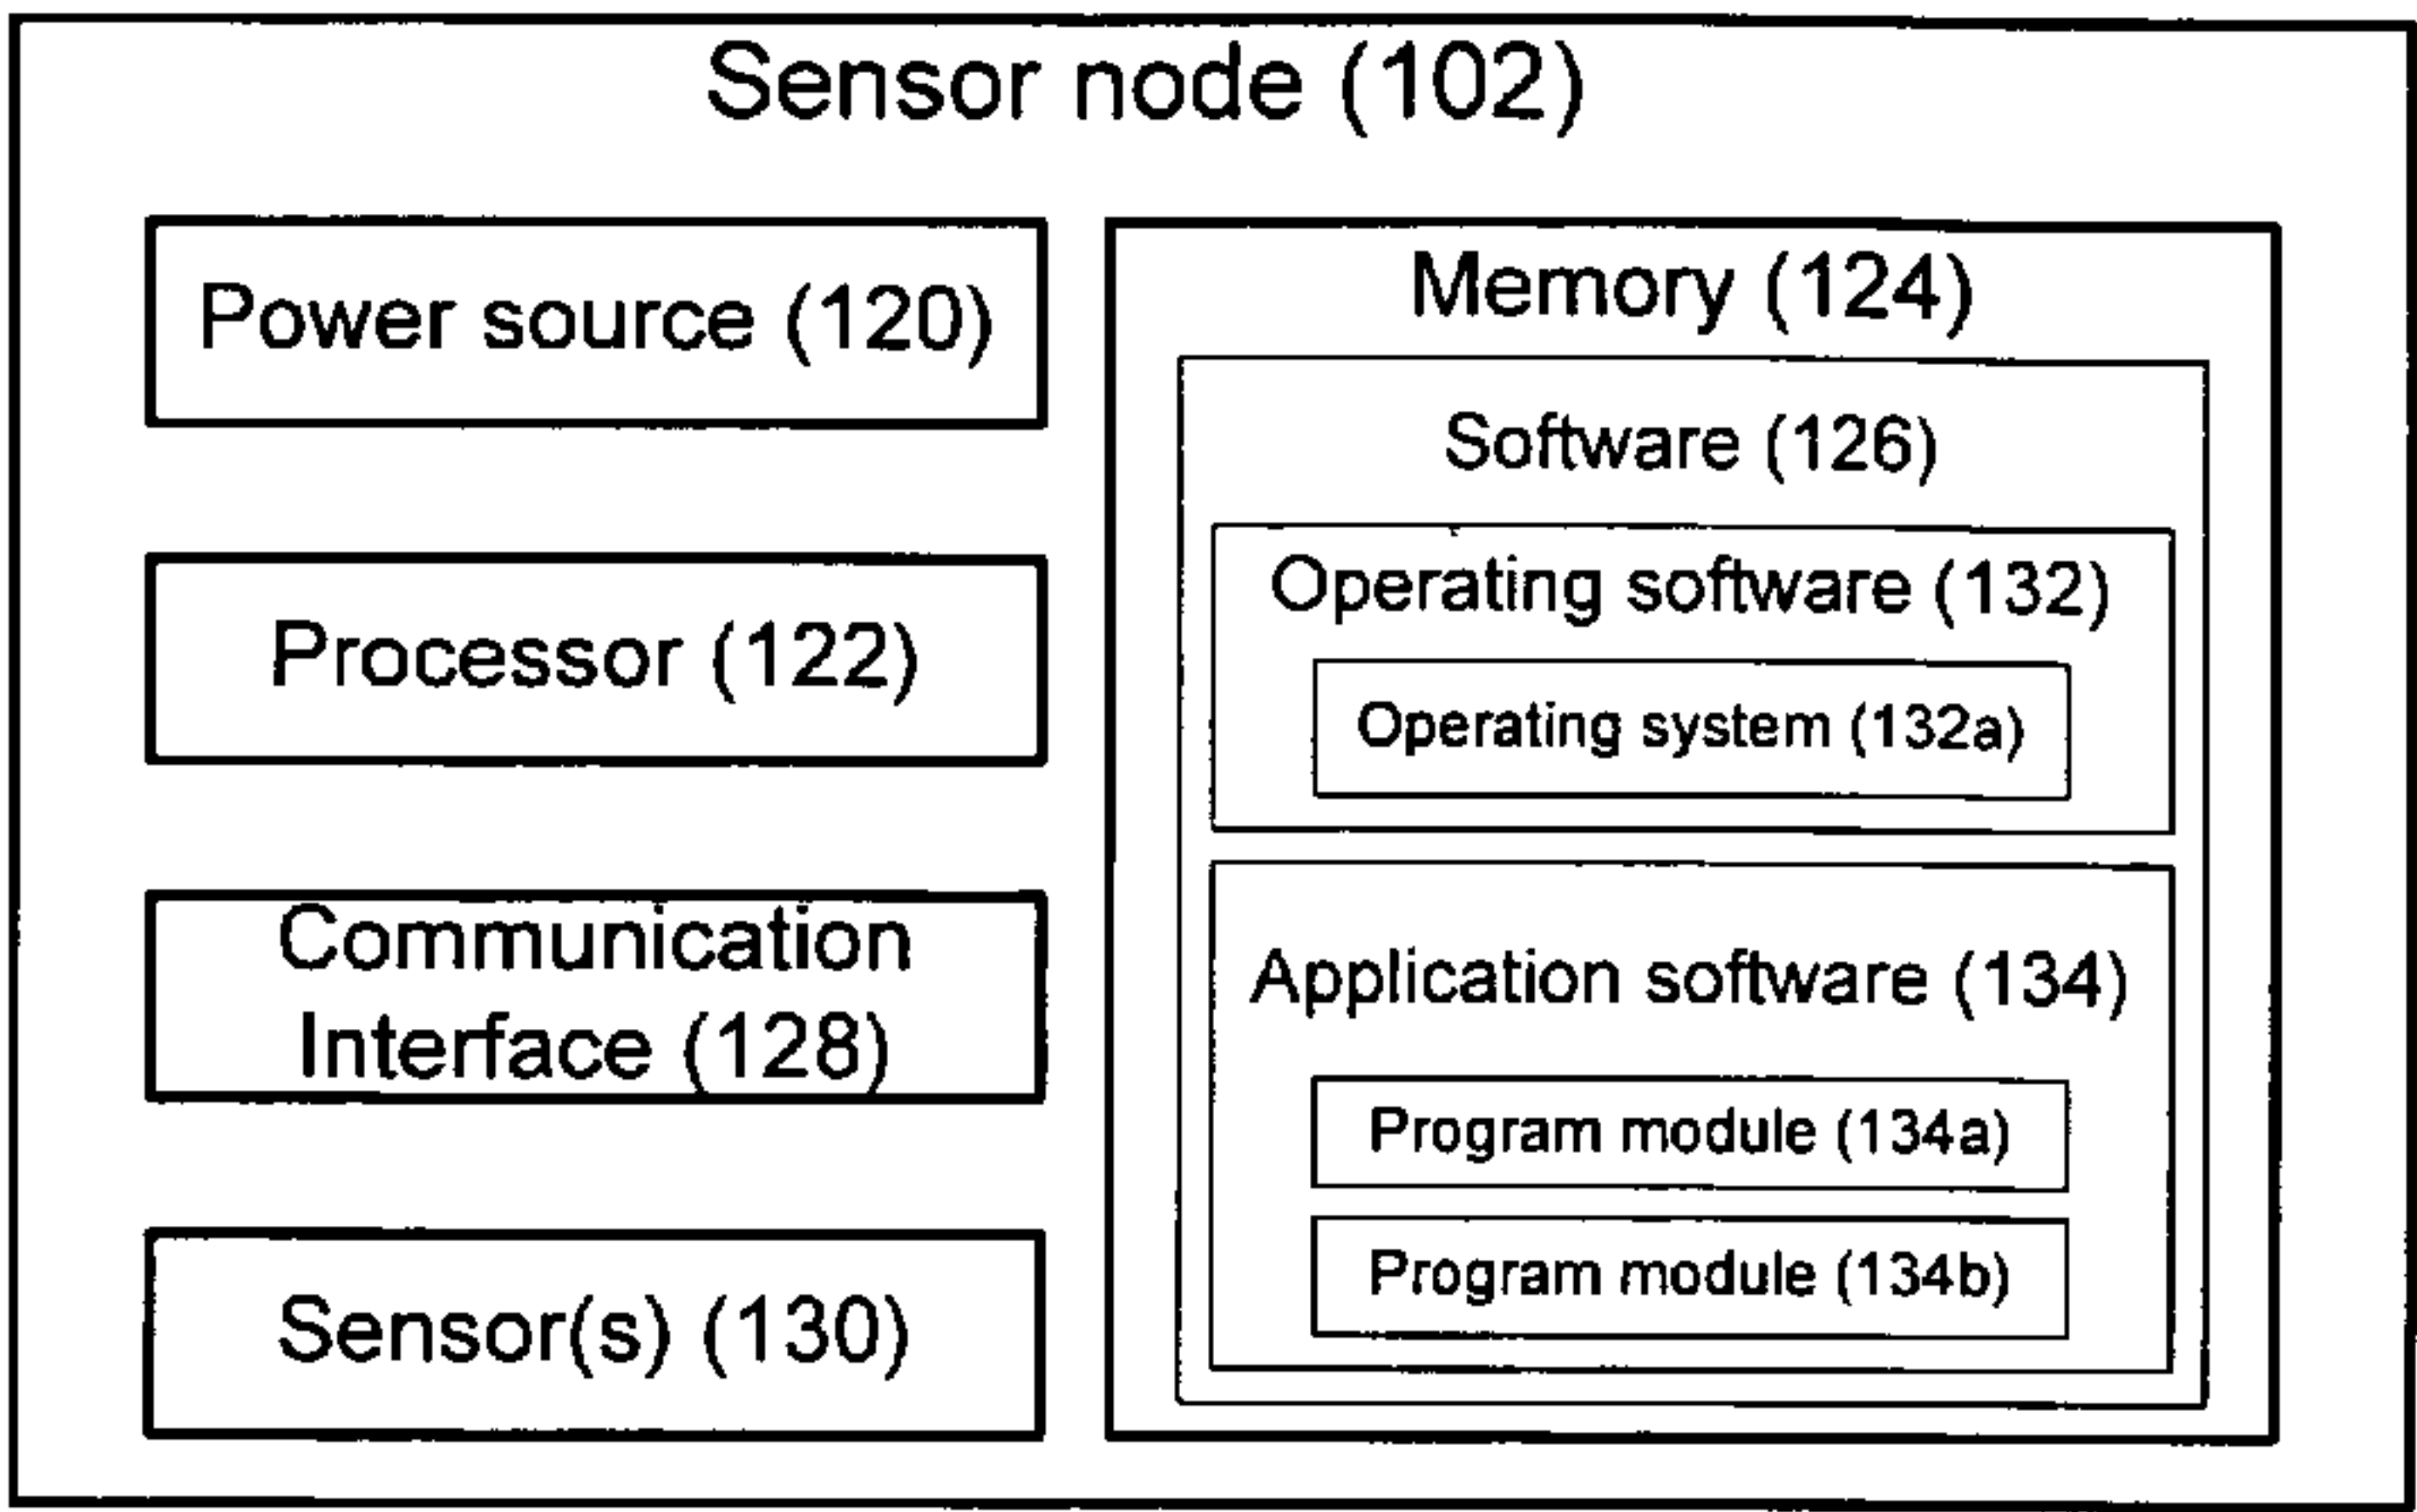 Sensor node (102)
Power source (120)
Processor (122)
Communication
Interface (128)
Sensor(s) (130)
Memory (124)
Software (126)
Operating software (132)
Operating system (132a)
Application software (134)
Program module (134a)
Program module (134b)